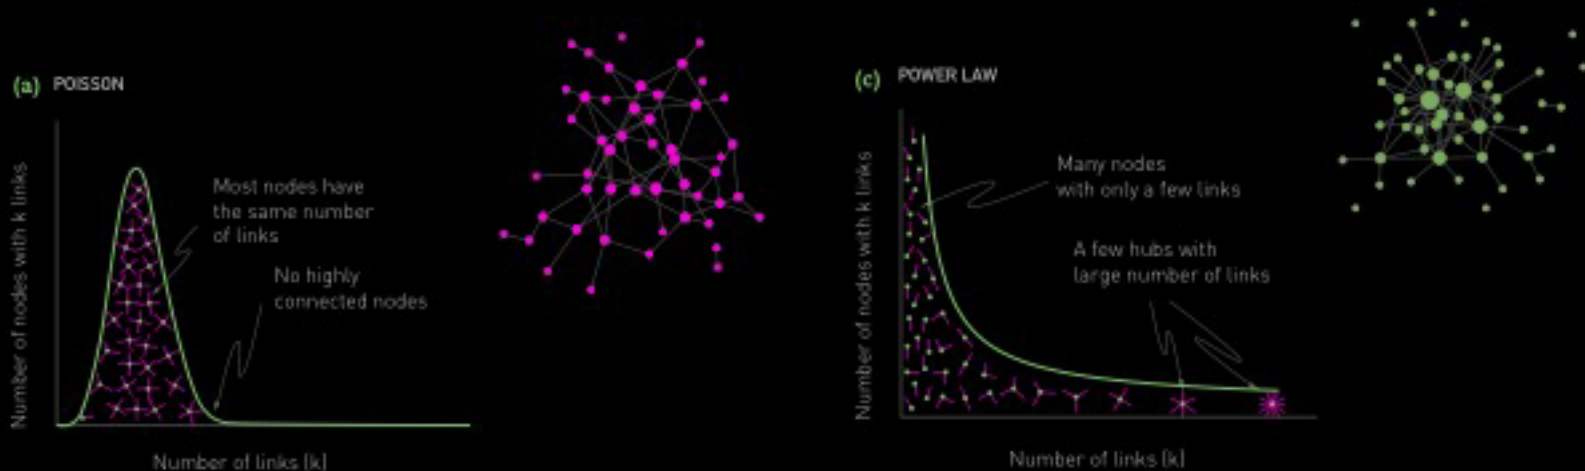 (a) POISSON
Number of nodes with k links
Most nodes have
the same number
of links
No highly
connected nodes
Number of links (k)
(c) POWER LAW
Number of nodes with k links
Many nodes
with only a few links
A few hubs with
large number of links
Number of links (k)